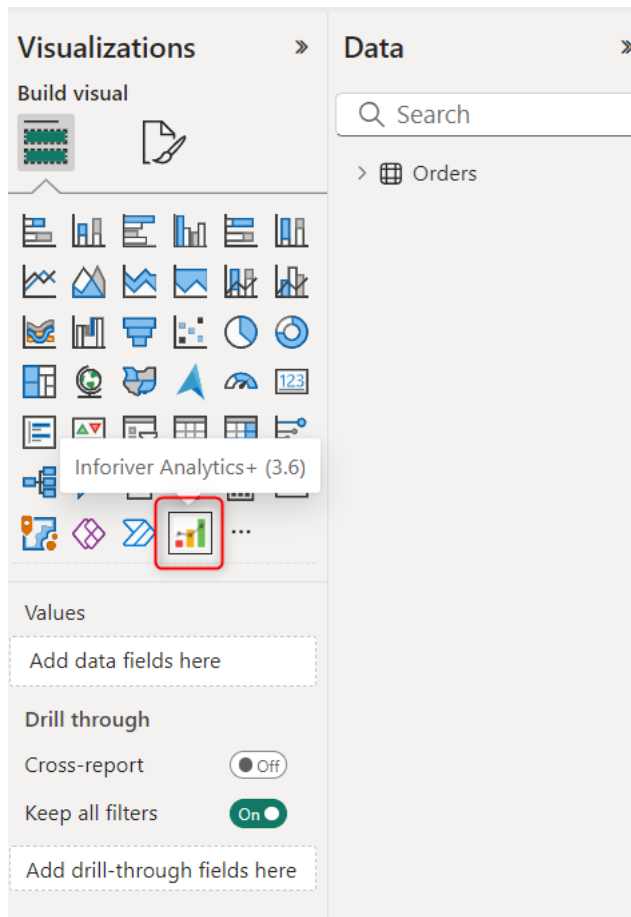 Visualizations
Data
Build visual
Search
Orders
123
Inforiver Analytics+ (3.6)
Values
Add data fields here
Drill through
Cross-report
Off
Keep all filters
On
Add drill-through fields here